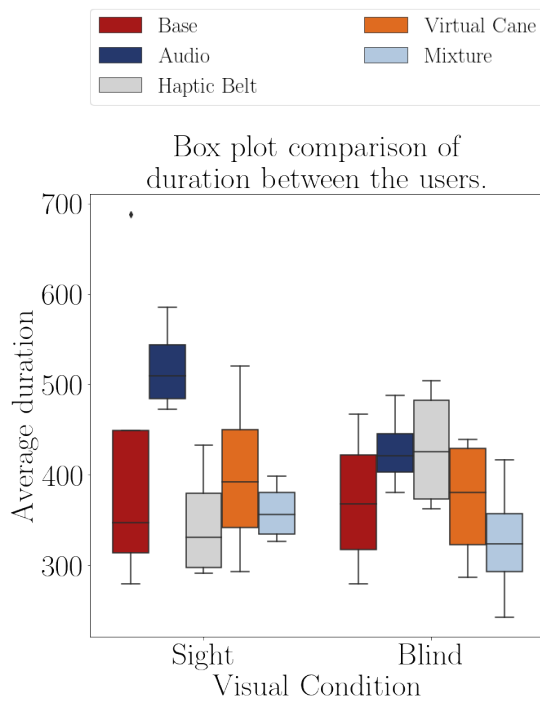 Base
Audio
Haptic Belt
Virtual Cane
Mixture
Box plot comparison of
duration between the users.
700
600
500
400
300
Average duration
Sight
Blind
Visual Condition